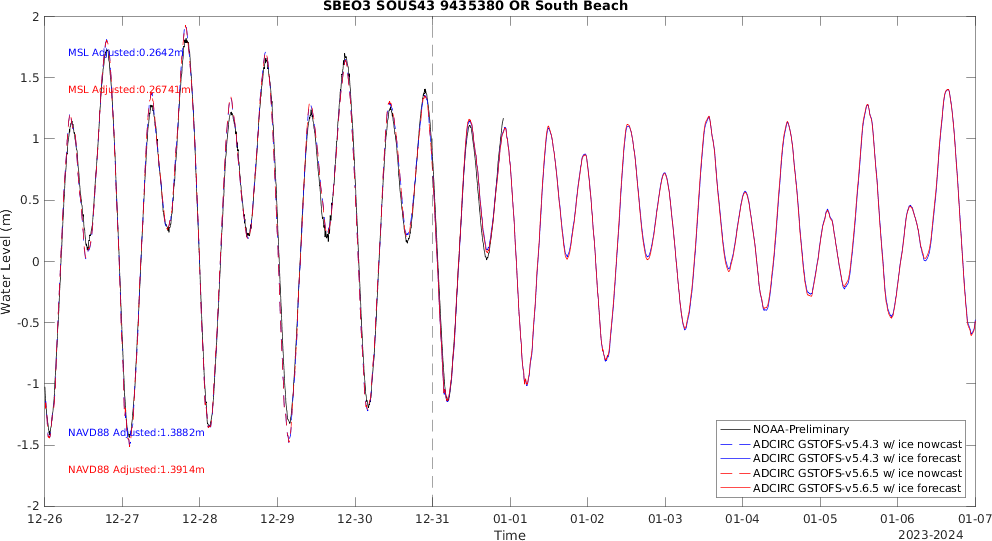 SBEO3 SOUS43 9435380 OR South Beach
2
1.5
1
0.5
0
-0.5
-1
-1.5
-2
Water Level (m)
MSL Adjusted:0.2642m
MSL Adjusted:0.26741m
NAVD88 Adjusted:1.3882m
NAVD88 Adjusted:1.3914m
NOAA-Preliminary
ADCIRC GSTOFS-v5.4.3 w/ ice nowcast
ADCIRC GSTOFS-v5.4.3 w/ ice forecast
ADCIRC GSTOFS-v5.6.5 w/ ice nowcast
ADCIRC GSTOFS-v5.6.5 w/ ice forecast
12-26 12-27 12-28 12-29 12-30 12-31 01-01 01-02 01-03 01-04 01-05 01-06 01-07
Time
2023-2024